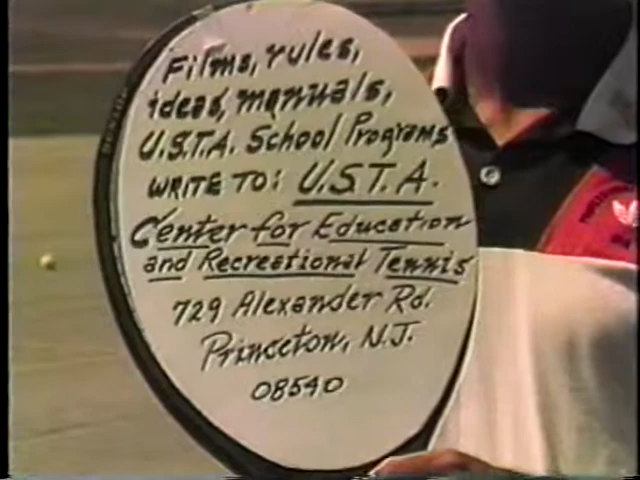 Films, rules,
ideas, manuals,
U.S.T.A. School Programs
WRITE TO: U.S.T.A.
Center for Education
and Recreational Tennis
729 Alexander Rd.
Princeton, N.J.
08540